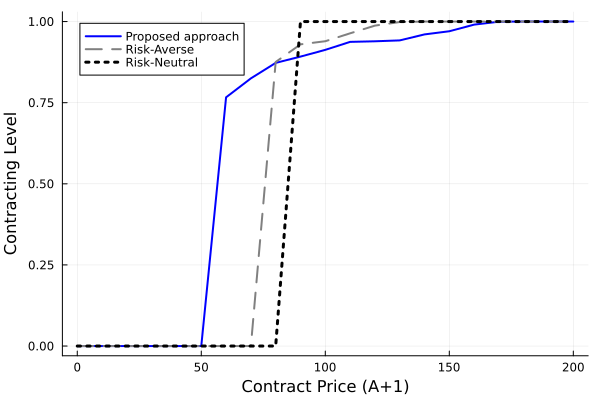 1.00
0.75
0.50
0.25
0.00
Contracting Level
Proposed approach
Risk-Averse
Risk-Neutral
0 50 100 150 200
Contract Price (A+1)